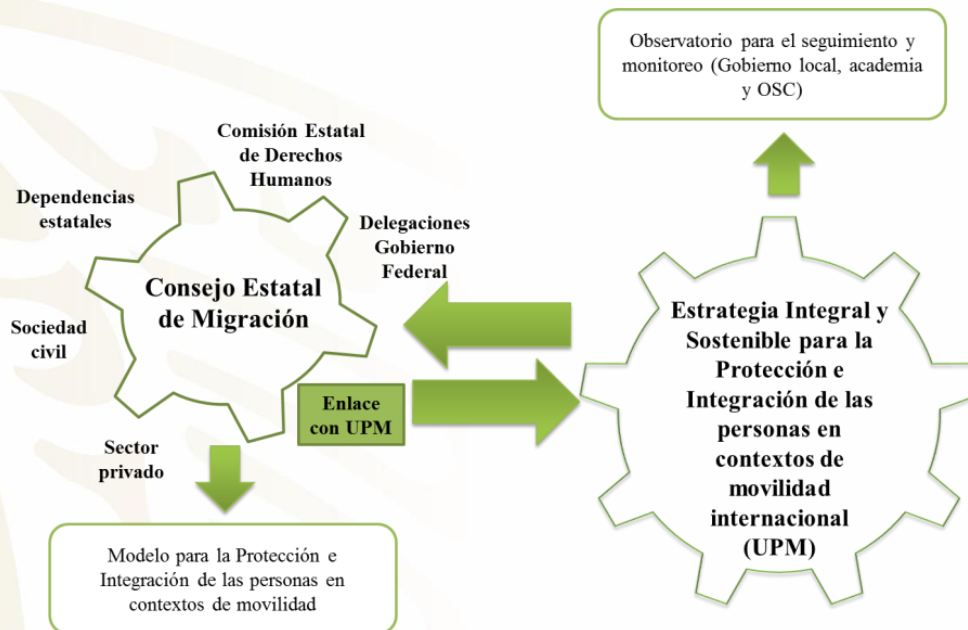 Observatorio para el seguimiento y
monitoreo (Gobierno local, academia
y OSC)
Comisión Estatal
de Derechos
Humanos
Dependencias
estatales
Delegaciones
Gobierno
Federal
Consejo Estatal
de Migración
Sociedad
civil
Enlace
con UPM
Sector
privado
Modelo para la Protección e
Integración de las personas en
contextos de movilidad
Estrategia Integral y
Sostenible para la
Protección e
Integración de las
personas en
contextos de
movilidad
internacional
(UPM)